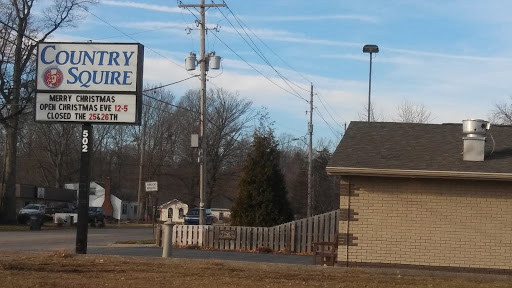 COUNTRY
SQUIRE
MERRY CHRISTMAS
OPEN CHRISTMAS EVE 12-5
CLOSED THE 25&26TH
502